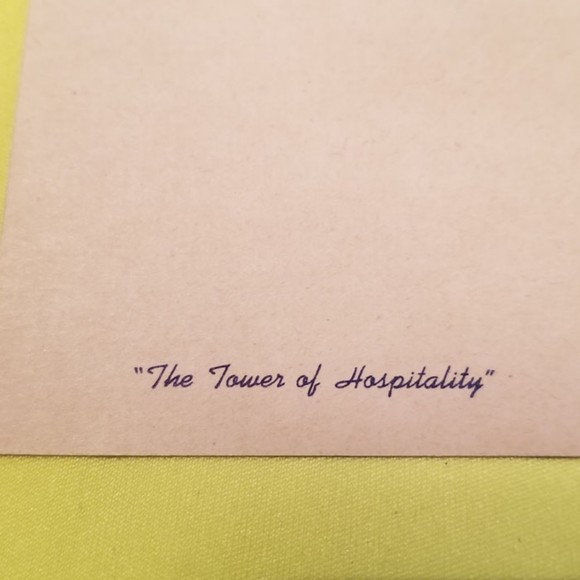 "The Tower of Hospitality"